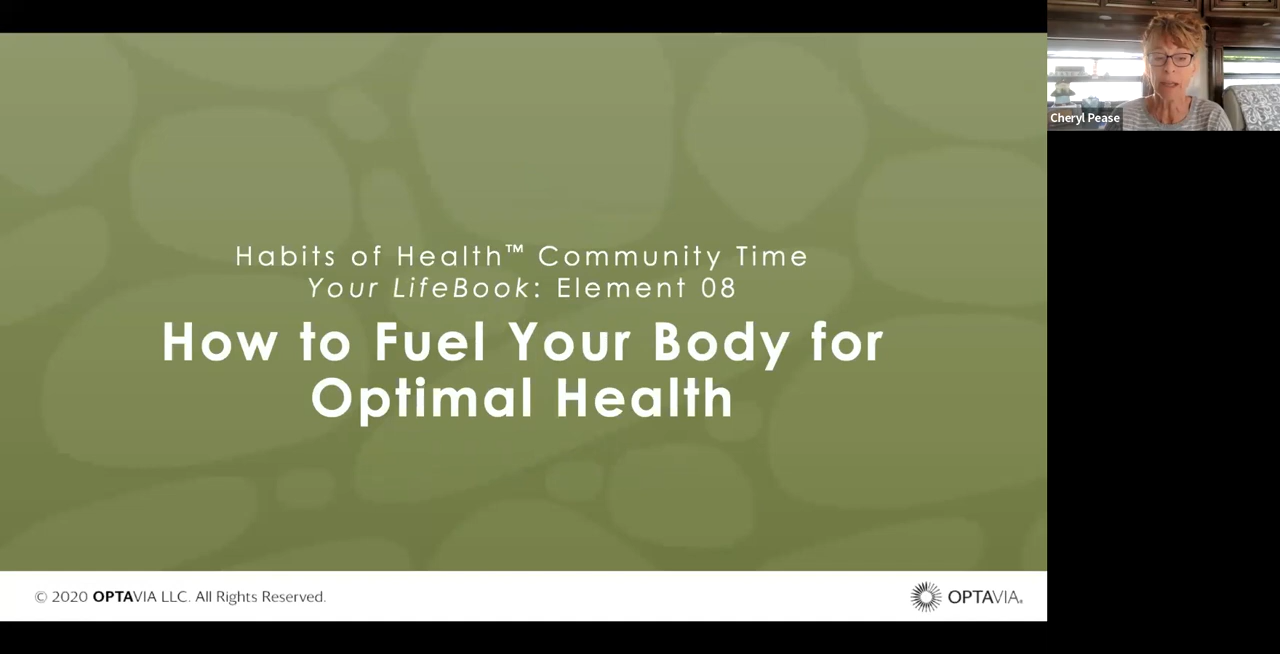 Habits of Health™ Community Time
Your LifeBook: Element 08
How to Fuel Your Body for
Optimal Health
© 2020 OPTAVIA LLC. All Rights Reserved.
OPTAVIA®
Cheryl Pease